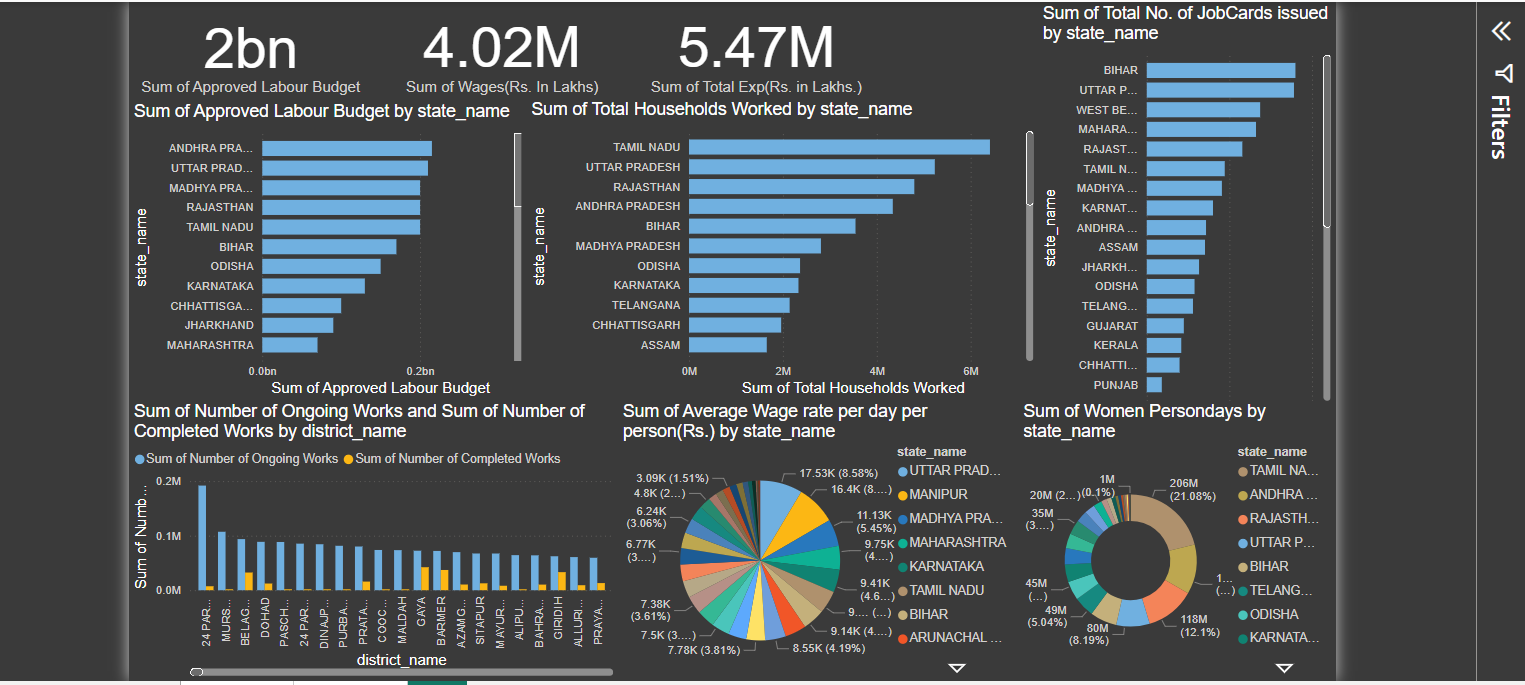 2bn
Sum of Approved Labour Budget
4.02M
Sum of Wages(Rs. In Lakhs)
5.47M
Sum of Total Exp(Rs. in Lakhs.)
Sum of Total No. of JobCards issued
by state_name
state_name
BIHAR
UTTAR P...
WEST BE...
MAHARA...
RAJAST...
TAMIL N...
MADHYA ...
KARNAT...
ANDHRA ...
ASSAM
JHARKH...
ODISHA
TELANG...
GUJARAT
KERALA
CHHATTI...
PUNJAB
Filters
Sum of Approved Labour Budget by state_name
state_name
ANDHRA PRA...
UTTAR PRAD...
MADHYA PRA...
RAJASTHAN
TAMIL NADU
BIHAR
ODISHA
KARNATAKA
CHHATTISGA...
JHARKHAND
MAHARASHTRA
0.0bn
0.2bn
Sum of Approved Labour Budget
Sum of Total Households Worked by state_name
state_name
TAMIL NADU
UTTAR PRADESH
RAJASTHAN
ANDHRA PRADESH
BIHAR
MADHYA PRADESH
ODISHA
KARNATAKA
TELANGANA
CHHATTISGARH
ASSAM
0M
2M
4M
6M
Sum of Total Households Worked
Sum of Number of Ongoing Works and Sum of Number of
Completed Works by district_name
Sum of Number of Ongoing Works
Sum of Number of Completed Works
Sum of Numb...
0.2M
0.1M
0.0M
24 PAR...
MURS...
BELAG...
DOHAD
PASCH...
24 PAR...
DINAJP...
PURBA...
PRATA...
COOC...
MALDAH
GAYA
BARMER
AZAMG...
SITAPUR
MAYUR...
ALIPU...
BAHRA...
GIRIDIH
ALLURI...
PRAYA...
district_name
Sum of Average Wage rate per day per
person(Rs.) by state_name
17.53K (8.58%)
16.4K (8....)
11.13K
(5.45%)
9.75K
(4....)
9.41K
(4.6...)
9.... (...)
9.14K (4....)
8.55K (4.19%)
7.78K (3.81%)
7.5K (3....)
7.38K
(3.61%)
6.77K
(3....)
6.24K
(3.06%)
4.8K (2...)
3.09K (1.51%)
state_name
UTTAR PRAD...
MANIPUR
MADHYA PRA...
MAHARASHTRA
KARNATAKA
TAMIL NADU
BIHAR
ARUNACHAL ...
Sum of Women Persondays by
state_name
206M
(21.08%)
1...
(...)
118M
(12.1%)
80M
(8.19%)
49M
(5.04%)
45M
(...)
35M
(3....)
20M (2...)
1M
(0.1%)
state_name
TAMIL NA...
ANDHRA ...
RAJASTH...
UTTAR P...
BIHAR
TELANG...
ODISHA
KARNATA...